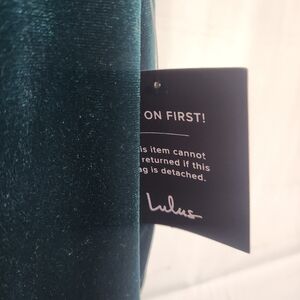 ON FIRST!
is item cannot
returned if this
ag is detached.
Lulus